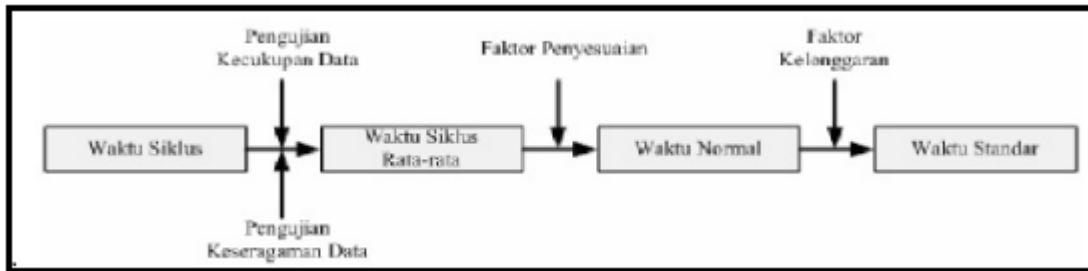 Pengujian
Kecukupan Data
Faktor Penyesuaian
Faktor
Kelonggaran
Waktu Siklus
Waktu Siklus
Rata-rata
Waktu Normal
Waktu Standar
Pengujian
Keseragaman Data